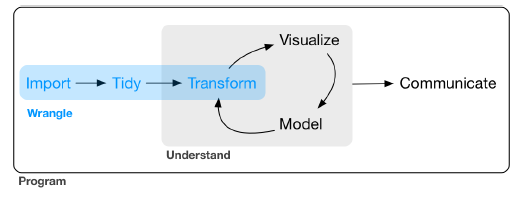 Visualize
Import
Tidy
Transform
Communicate
Wrangle
Model
Understand
Program